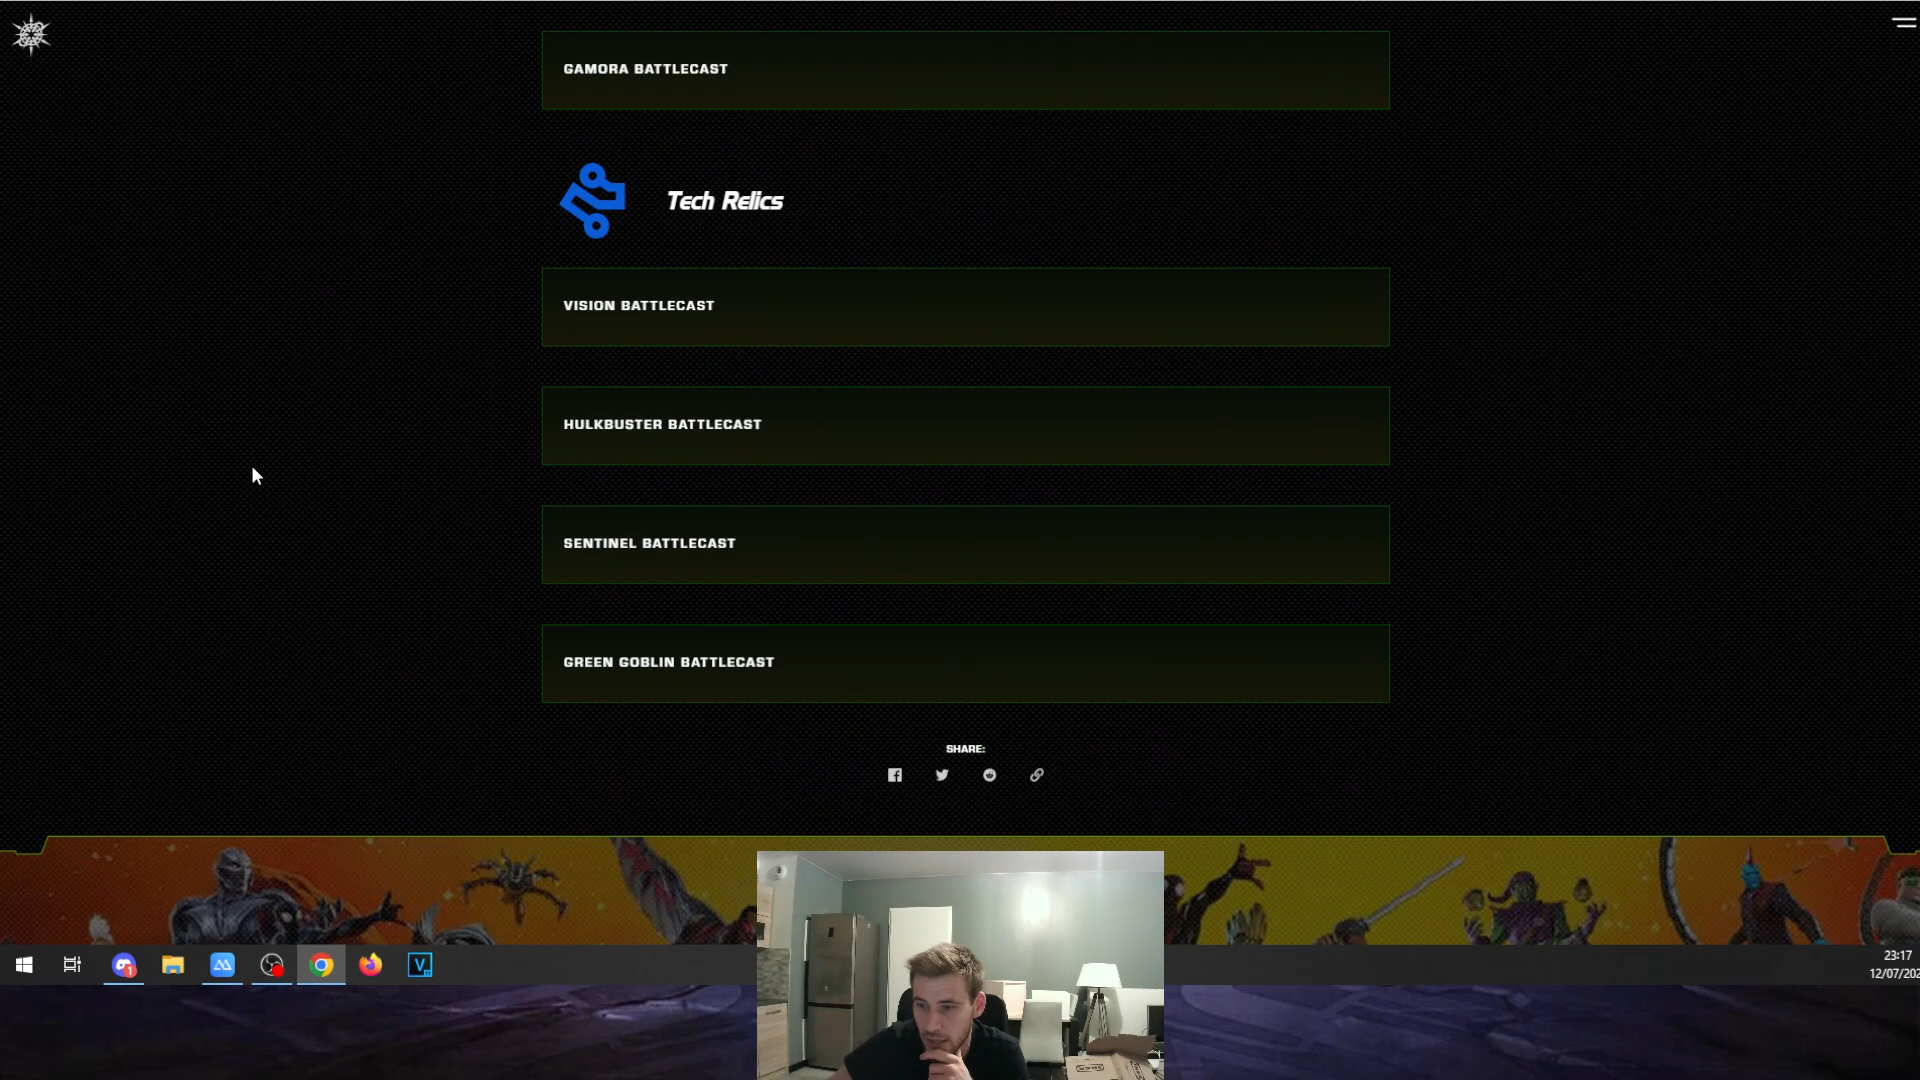 GAMORA BATTLECAST
Tech Relics
VISION BATTLECAST
HULKBUSTER BATTLECAST
SENTINEL BATTLECAST
GREEN GOBLIN BATTLECAST
SHARE:
1
V
23:17
12/07/202